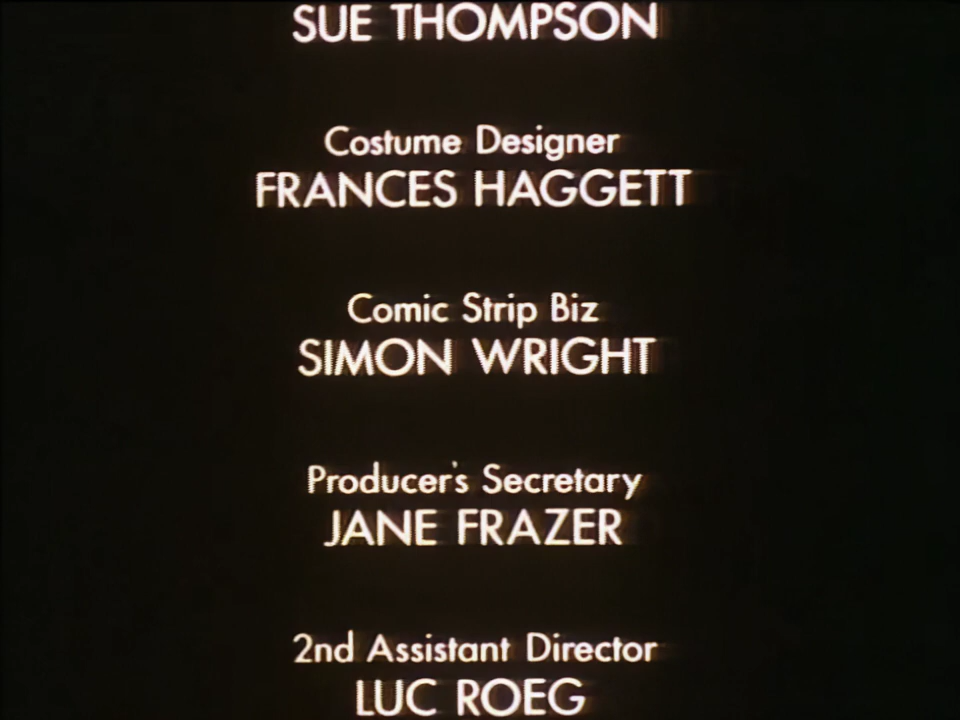 SUE THOMPSON
Costume Designer
FRANCES HAGGETT
Comic Strip Biz
SIMON WRIGHT
Producer's Secretary
JANE FRAZER
2nd Assistant Director
LUC ROEG